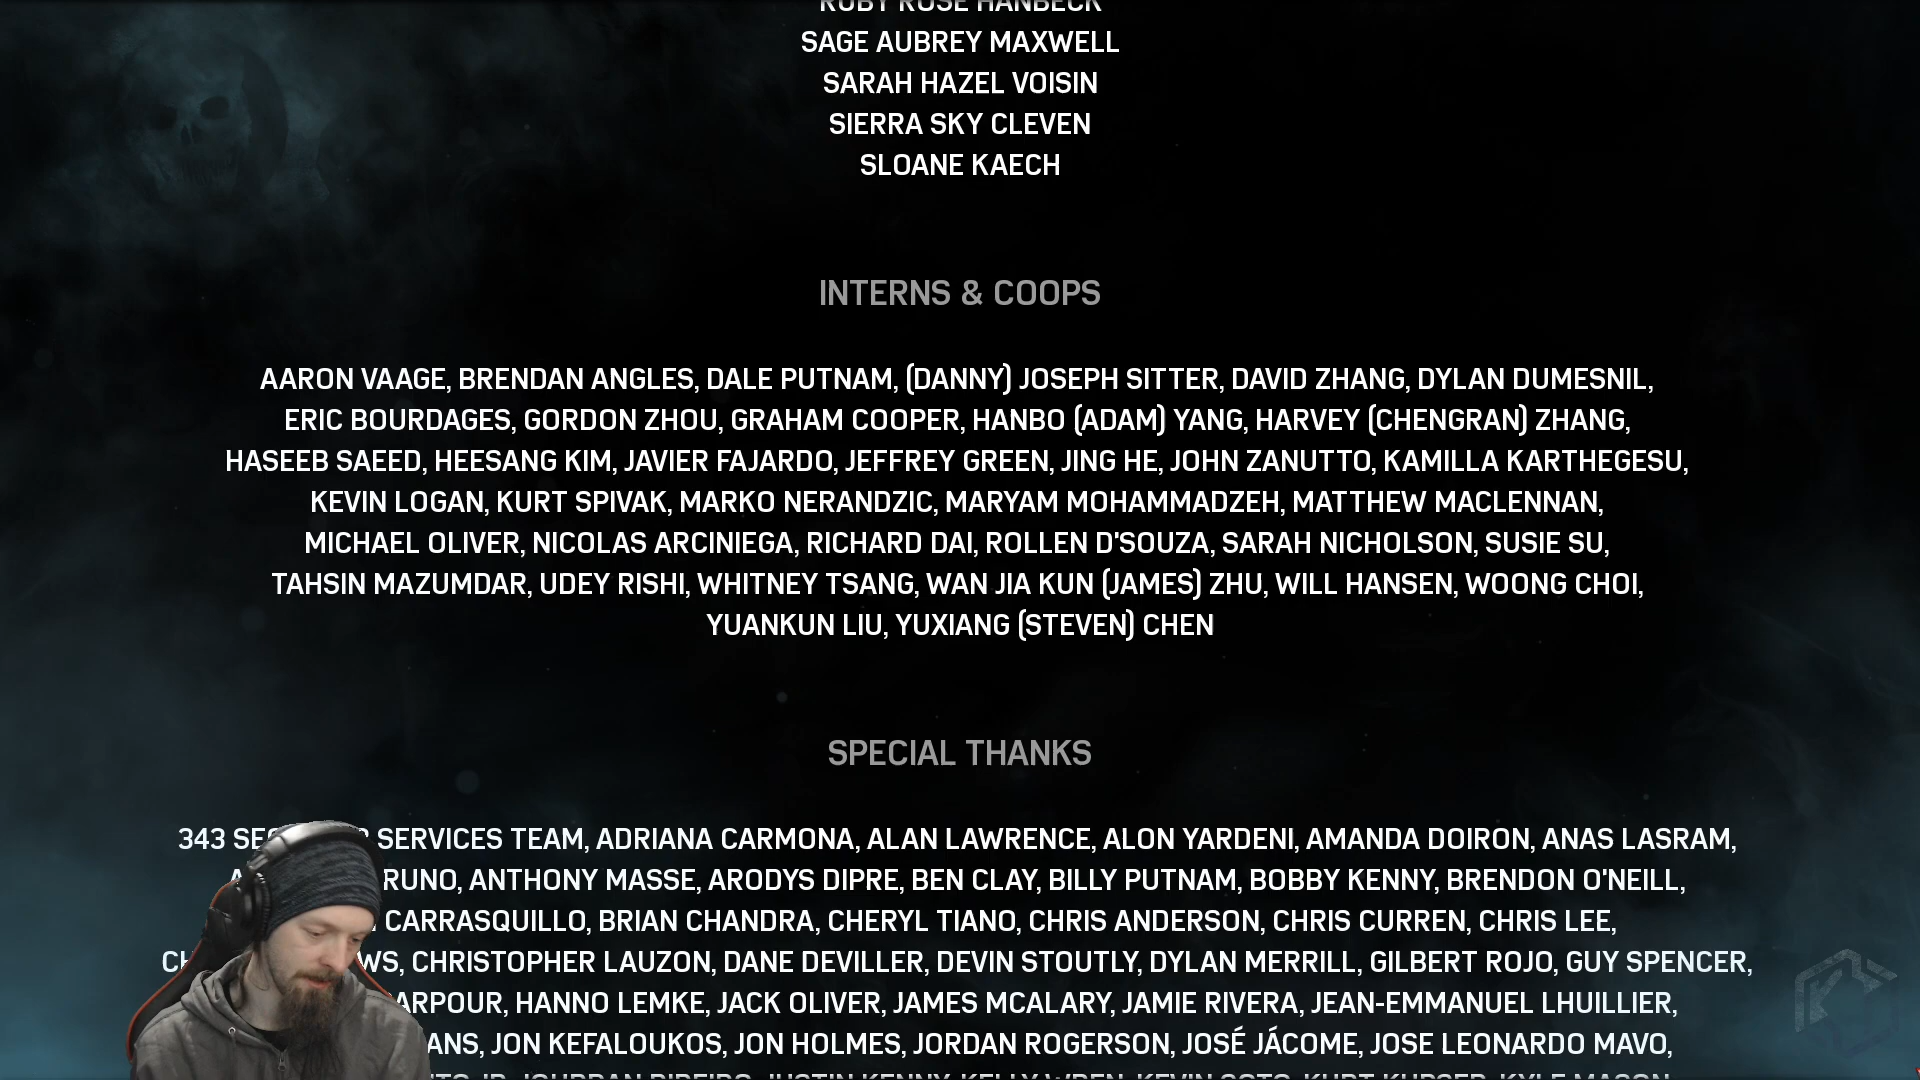 RUBY ROSE HANBECK
SAGE AUBREY MAXWELL
SARAH HAZEL VOISIN
SIERRA SKY CLEVEN
SLOANE KAECH
INTERNS & COOPS
AARON VAAGE, BRENDAN ANGLES, DALE PUTNAM, (DANNY) JOSEPH SITTER, DAVID ZHANG, DYLAN DUMESNIL,
ERIC BOURDAGES, GORDON ZHOU, GRAHAM COOPER, HANBO (ADAM) YANG, HARVEY (CHENGRAN) ZHANG,
HASEEB SAEED, HEESANG KIM, JAVIER FAJARDO, JEFFREY GREEN, JING HE, JOHN ZANUTTO, KAMILLA KARTHEGESU,
KEVIN LOGAN, KURT SPIVAK, MARKO NERANDZIC, MARYAM MOHAMMADZEH, MATTHEW MACLENNAN,
MICHAEL OLIVER, NICOLAS ARCINIEGA, RICHARD DAI, ROLLEN D'SOUZA, SARAH NICHOLSON, SUSIE SU,
TAHSIN MAZUMDAR, UDEY RISHI, WHITNEY TSANG, WAN JIA KUN (JAMES) ZHU, WILL HANSEN, WOONG CHOI,
YUANKUN LIU, YUXIANG (STEVEN) CHEN
SPECIAL THANKS
343 SERVICES TEAM, ADRIANA CARMONA, ALAN LAWRENCE, ALON YARDENI, AMANDA DOIRON, ANAS LASRAM,
ANTHONY MASSE, ARODYS DIPRE, BEN CLAY, BILLY PUTNAM, BOBBY KENNY, BRENDON O'NEILL,
CARRASQUILLO, BRIAN CHANDRA, CHERYL TIANO, CHRIS ANDERSON, CHRIS CURREN, CHRIS LEE,
CHRISTOPHER LAUZON, DANE DEVILLER, DEVIN STOUTLY, DYLAN MERRILL, GILBERT ROJO, GUY SPENCER,
HANNO LEMKE, JACK OLIVER, JAMES MCALARY, JAMIE RIVERA, JEAN-EMMANUEL LHUILLIER,
JON KEFALOUKOS, JON HOLMES, JORDAN ROGERSON, JOSÉ JÁCOME, JOSE LEONARDO MAVO,